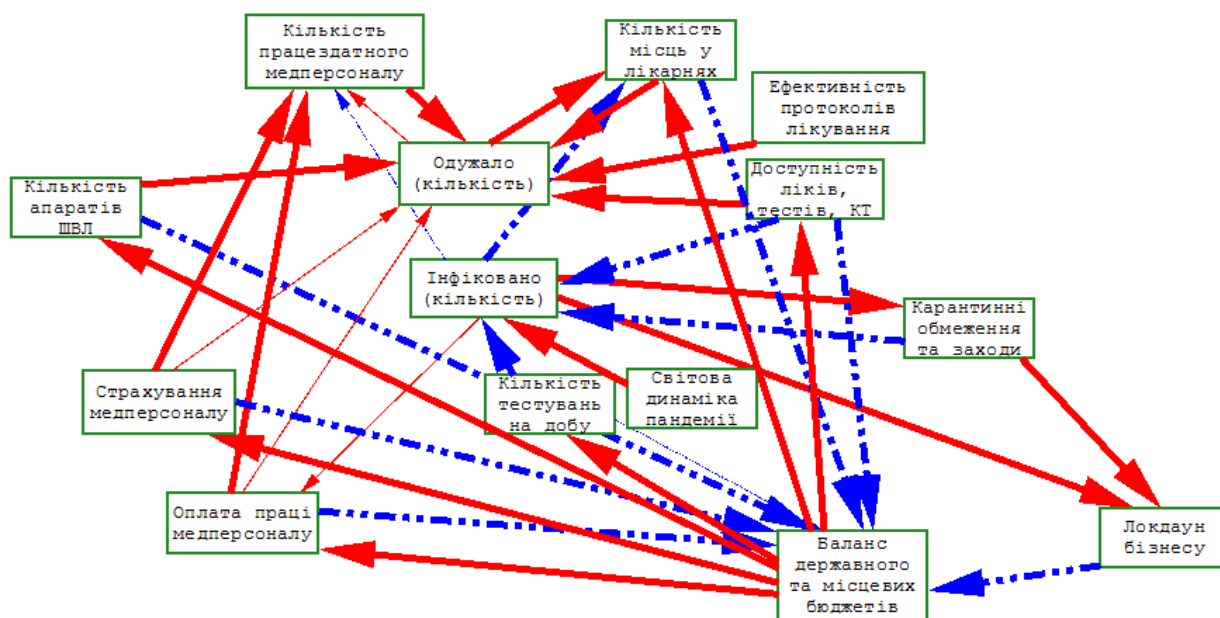 Кількість
працездатного
медперсоналу
Кількість
місць у
лікарнях
Ефективність
протоколів
лікування
Одужало
(кількість)
Доступність
ліків,
тестів, КТ
Кількість
апаратів
ШВЛ
Інфіковано
(кількість)
Карантинні
обмеження
та заходи
Страхування
медперсоналу
Кількість
тестувань
на добу
Світова
динаміка
пандемії
Оплата праці
медперсоналу
Баланс
державного
та місцевих
бюджетів
Локдаун
бізнесу